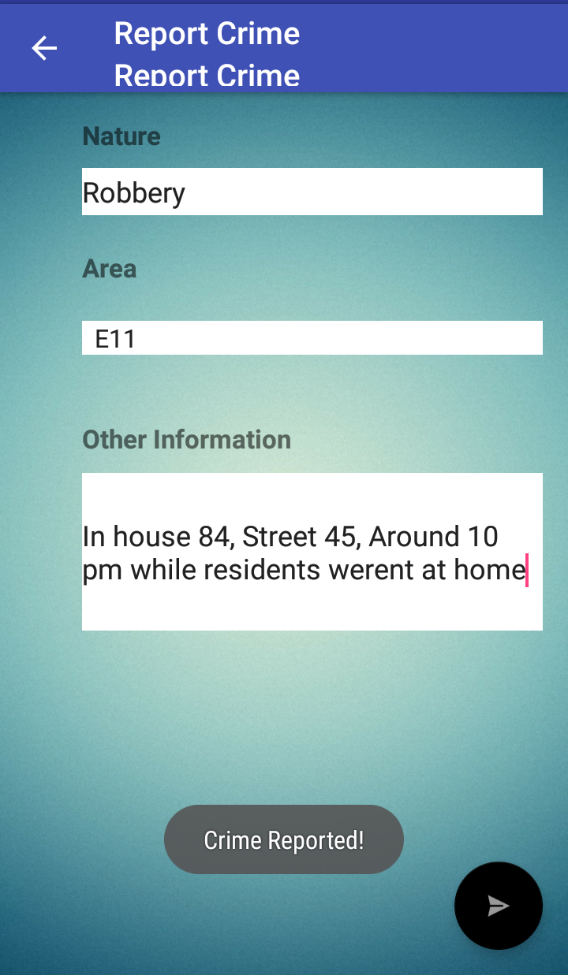 Report Crime
Report Crime
Nature
Robbery
Area
E11
Other Information
In house 84, Street 45, Around 10
pm while residents werent at home
Crime Reported!